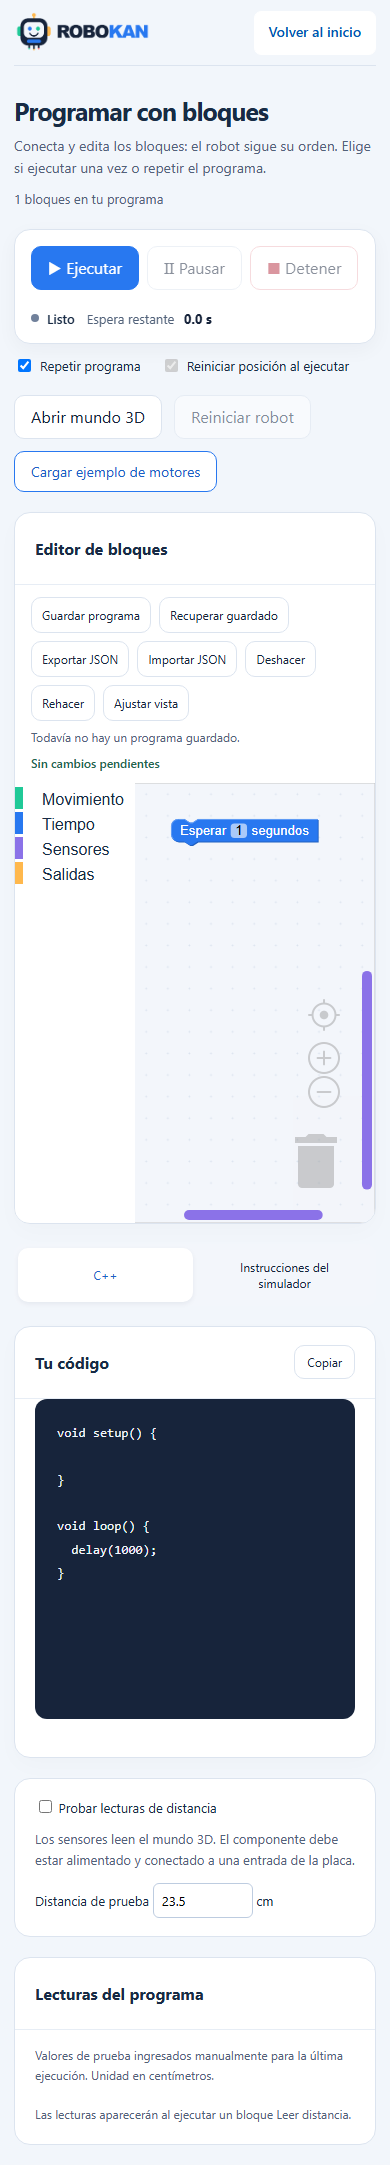 ROBOKAN
Volver al inicio
Programar con bloques
Conecta y edita los bloques: el robot sigue su orden. Elige
si ejecutar una vez o repetir el programa.
1 bloques en tu programa
Ejecutar
Pausar
Detener
Listo Espera restante 0.0 s
Repetir programa
Reiniciar posición al ejecutar
Abrir mundo 3D
Reiniciar robot
Cargar ejemplo de motores
Editor de bloques
Guardar programa
Recuperar guardado
Exportar JSON
Importar JSON
Deshacer
Rehacer
Ajustar vista
Todavía no hay un programa guardado.
Sin cambios pendientes
Movimiento
Tiempo
Sensores
Salidas
Esperar 1 segundos
C++
Instrucciones del
simulador
Tu código
Copiar
void setup() {
}
void loop() {
delay(1000);
}
Probar lecturas de distancia
Los sensores leen el mundo 3D. El componente debe
estar alimentado y conectado a una entrada de la placa.
Distancia de prueba 23.5 cm
Lecturas del programa
Valores de prueba ingresados manualmente para la última
ejecución. Unidad en centímetros.
Las lecturas aparecerán al ejecutar un bloque Leer distancia.